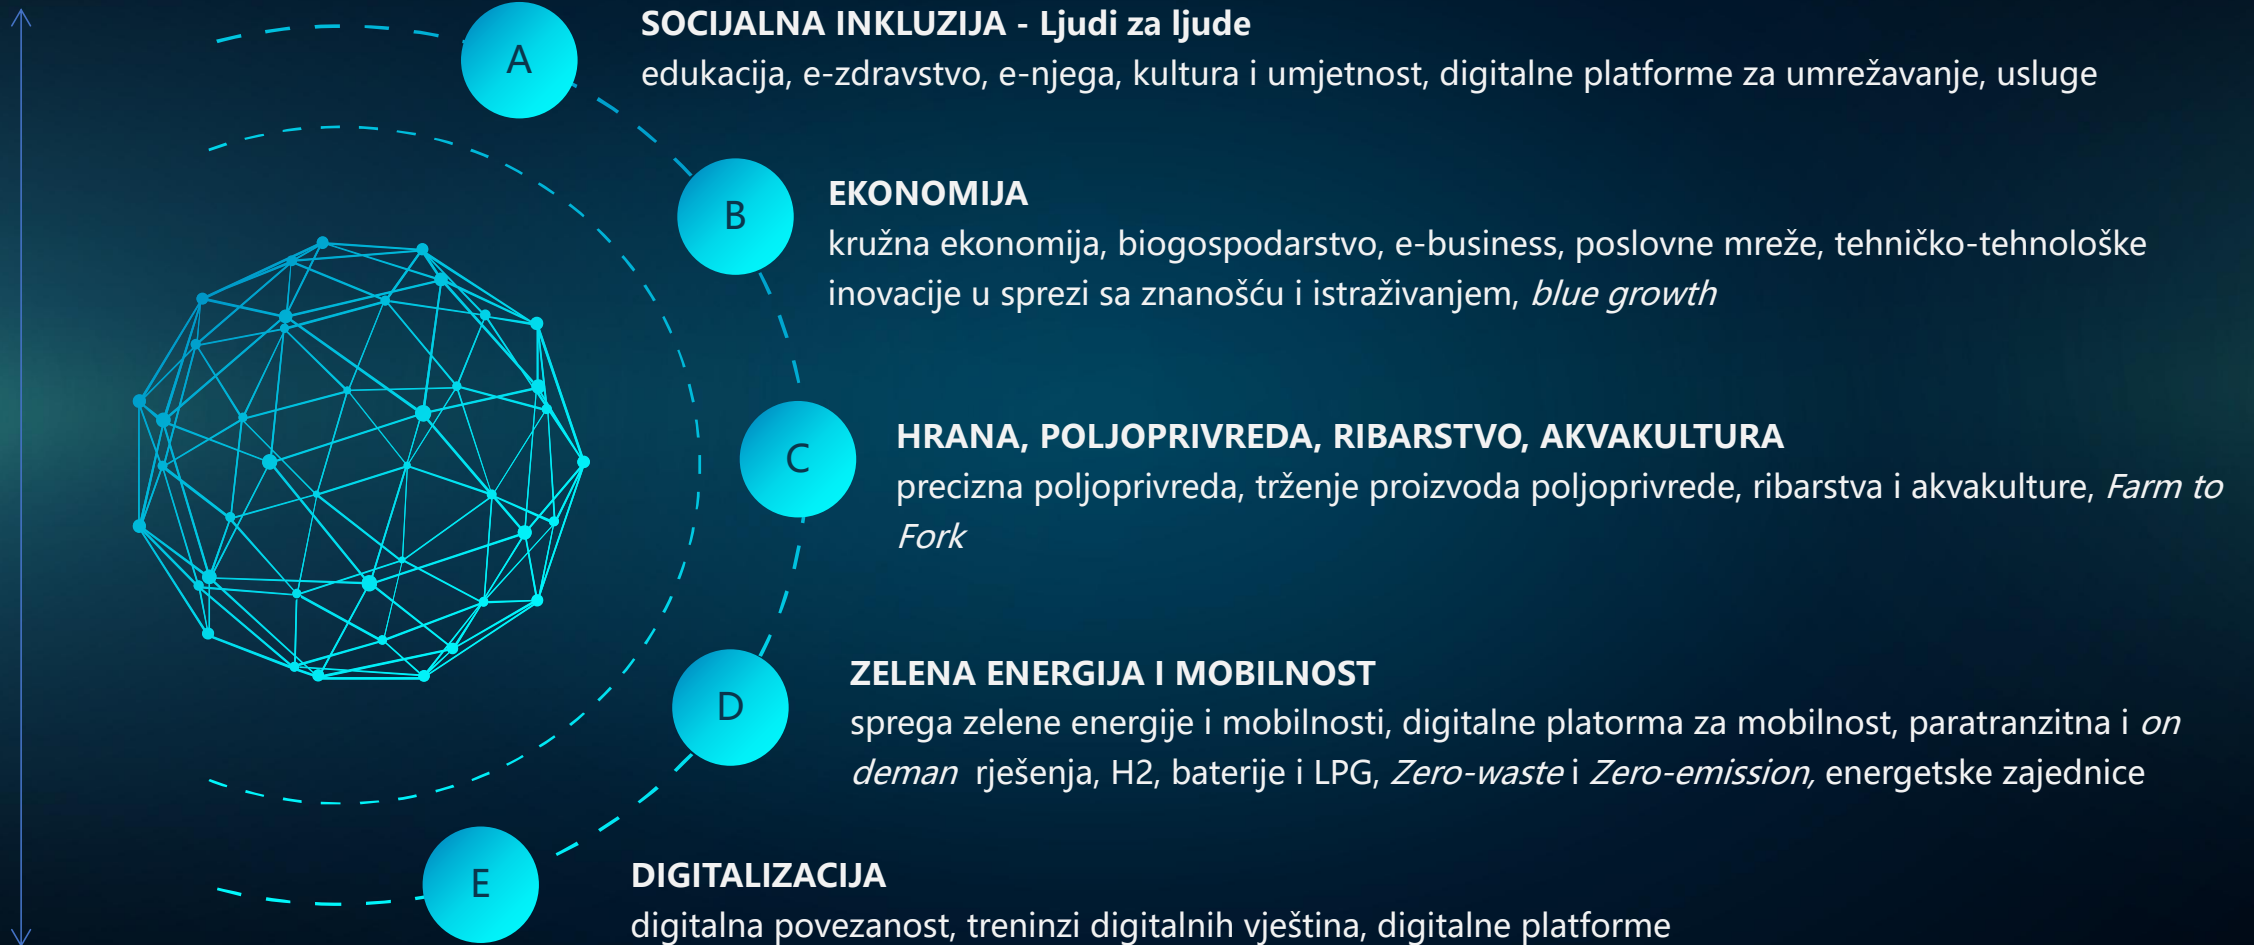 A
SOCIJALNA INKLUZIJA - Ljudi za ljude
edukacija, e-zdravstvo, e-njega, kultura i umjetnost, digitalne platforme za umrežavanje, usluge
B
EKONOMIJA
kružna ekonomija, biogospodarstvo, e-business, poslovne mreže, tehničko-tehnološke
inovacije u sprezi sa znanošću i istraživanjem, blue growth
C
HRANA, POLJOPRIVREDA, RIBARSTVO, AKVAKULTURA
precizna poljoprivreda, trženje proizvoda poljoprivrede, ribarstva i akvakulture, Farm to
Fork
D
ZELENA ENERGIJA I MOBILNOST
sprega zelene energije i mobilnosti, digitalne platorma za mobilnost, paratranzitna i on
deman rješenja, H2, baterije i LPG, Zero-waste i Zero-emission, energetske zajednice
E
DIGITALIZACIJA
digitalna povezanost, treninzi digitalnih vještina, digitalne platforme